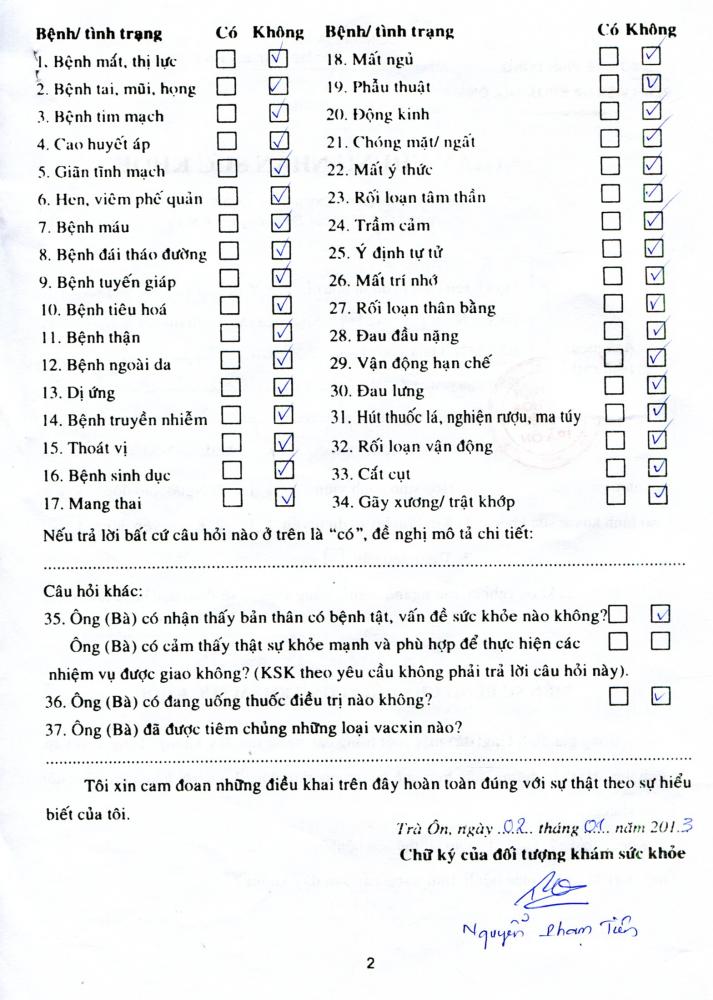 Bệnh/ tình trạng Có Không
1. Bệnh mắt, thị lực
2. Bệnh tai, mũi, họng
3. Bệnh tim mạch
4. Cao huyết áp
5. Giãn tĩnh mạch
6. Hen, viêm phế quản
7. Bệnh máu
8. Bệnh đái tháo đường
9. Bệnh tuyến giáp
10. Bệnh tiêu hoá
11. Bệnh thận
12. Bệnh ngoài da
13. Dị ứng
14. Bệnh truyền nhiễm
15. Thoát vị
16. Bệnh sinh dục
17. Mang thai
Bệnh/ tình trạng Có Không
18. Mất ngủ
19. Phẫu thuật
20. Động kinh
21. Chóng mặt/ ngất
22. Mất ý thức
23. Rối loạn tâm thần
24. Trầm cảm
25. Ý định tự tử
26. Mất trí nhớ
27. Rối loạn thân bằng
28. Đau đầu nặng
29. Vận động hạn chế
30. Đau lưng
31. Hút thuốc lá, nghiện rượu, ma túy
32. Rối loạn vận động
33. Cắt cụt
34. Gãy xương/ trật khớp
Nếu trả lời bất cứ câu hỏi nào ở trên là “có”, đề nghị mô tả chi tiết:
Câu hỏi khác:
35. Ông (Bà) có nhận thấy bản thân có bệnh tật, vấn đề sức khỏe nào không?
Ông (Bà) có cảm thấy thật sự khỏe mạnh và phù hợp để thực hiện các
nhiệm vụ được giao không? (KSK theo yêu cầu không phải trả lời câu hỏi này).
36. Ông (Bà) có đang uống thuốc điều trị nào không?
37. Ông (Bà) đã được tiêm chủng những loại vacxin nào?
Tôi xin cam đoan những điều khai trên đây hoàn toàn đúng với sự thật theo sự hiểu
biết của tôi.
Trà Ôn, ngày 02 tháng 01 năm 2013
Chữ ký của đối tượng khám sức khỏe
Nguyễn Phạm Tiến
2